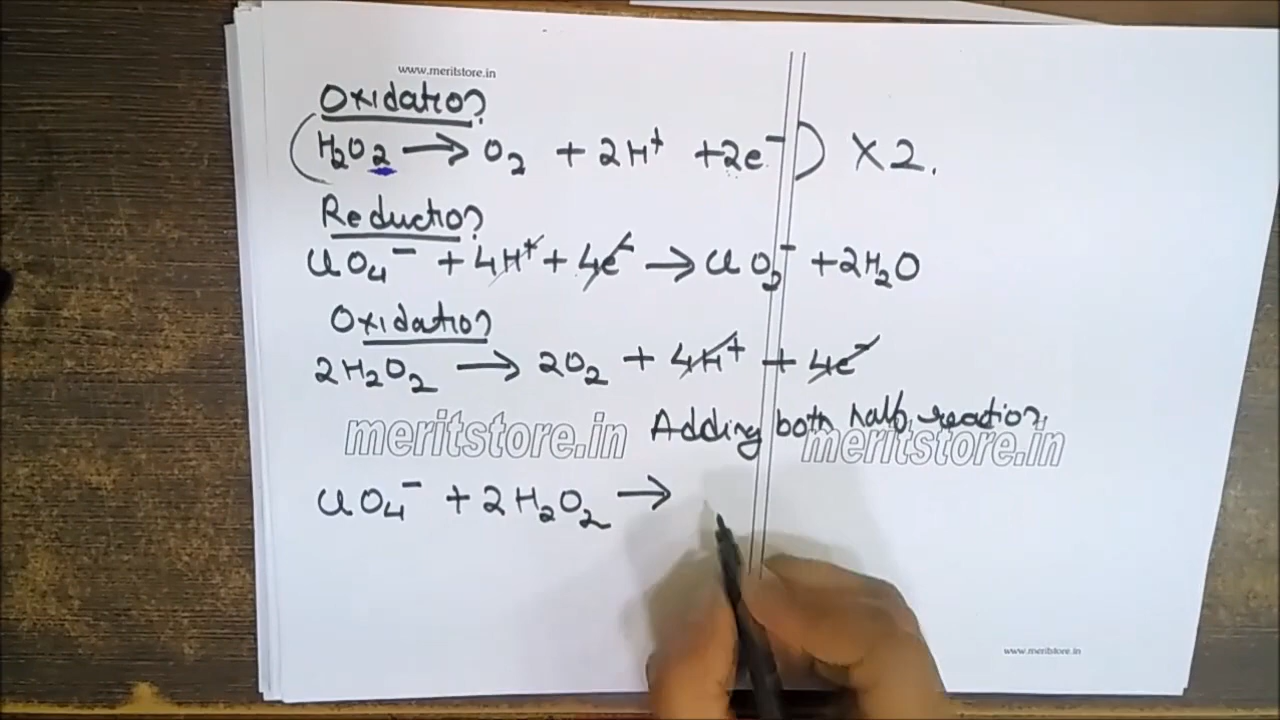 www.meritstore.in
Oxidation
H₂O₂ → O₂ + 2H⁺ + 2e⁻) × 2.
Reduction
ClO₄⁻ + 4H⁺ + 4e⁻ → ClO₂⁻ + 2H₂O
Oxidation
2H₂O₂ → 2O₂ + 4H⁺ + 4e⁻
Adding both half reaction,
meritstore.in meritstore.in
ClO₄⁻ + 2H₂O₂ →
www.meritstore.in